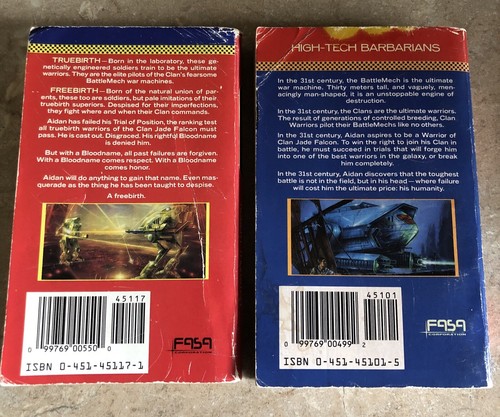 TRUEBIRTH — Born in the laboratory, these ge-
netically engineered soldiers train to be the ultimate
warriors. They are the elite pilots of the Clan's fearsome
BattleMech war machines.
FREEBIRTH — Born of the natural union of par-
ents, these too are soldiers, but pale imitations of their
truebirth superiors. Despised for their imperfections,
they fight where and when their Clan commands.
Aidan has failed his Trial of Position, the ranking test
all truebirth warriors of the Clan Jade Falcon must
pass. He is cast out. Disgraced. His rightful Bloodname
is denied him.
But with a Bloodname, all past failures are forgiven.
With a Bloodname comes respect. With a Bloodname
comes honor.
Aidan will do anything to gain that name. Even mas-
querade as the thing he has been taught to despise.
A freebirth.
45117
0 99769 00550 0
FASA
CORPORATION
ISBN 0-451-45117-1
HIGH-TECH BARBARIANS
In the 31st century, the BattleMech is the ultimate
war machine. Thirty meters tall, and vaguely, men-
acingly man-shaped, it is an unstoppable engine of
destruction.
In the 31st century, the Clans are the ultimate warriors.
The result of generations of controlled breeding, Clan
Warriors pilot their BattleMechs like no others.
In the 31st century, Aidan aspires to be a Warrior of
Clan Jade Falcon. To win the right to join his Clan in
battle, he must succeed in trials that will forge him
into one of the best warriors in the galaxy, or break
him completely.
In the 31st century, Aidan discovers that the toughest
battle is not in the field, but in his head — where failure
will cost him the ultimate price: his humanity.
45101
0 99769 00499 2
FASA
CORPORATION
ISBN 0-451-45101-5